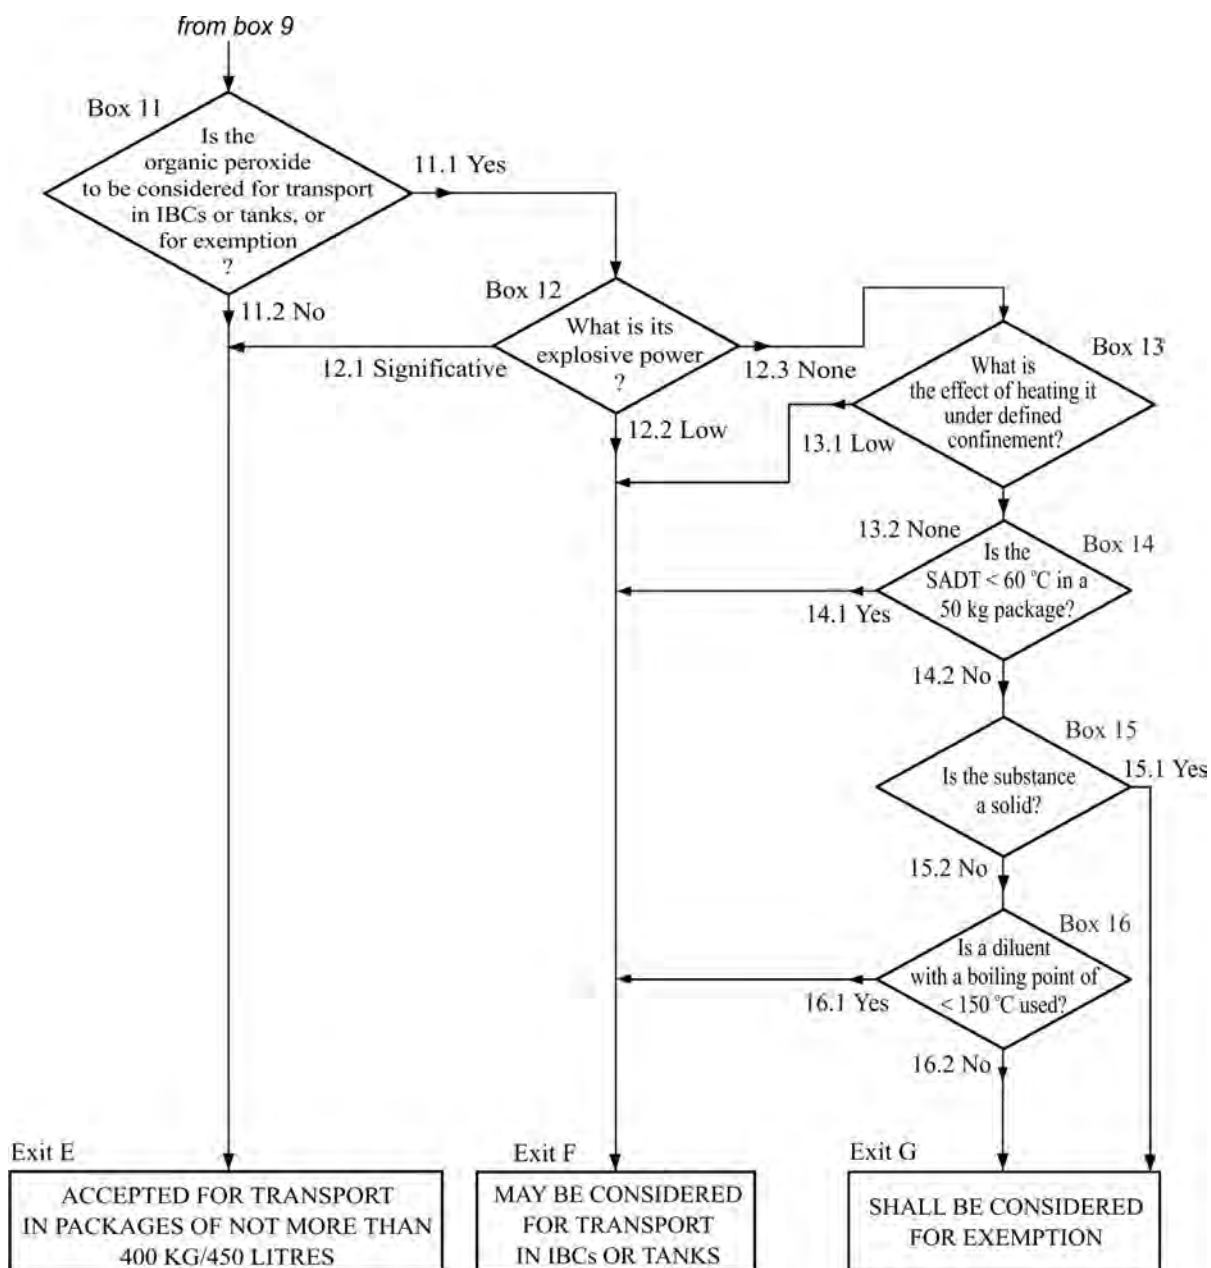 from box 9
Box 11
Is the
organic peroxide
to be considered for transport
in IBCs or tanks, or
for exemption
?
11.1 Yes
11.2 No
Box 12
What is its
explosive power
?
12.1 Significative
12.3 None
12.2 Low
Box 13
What is
the effect of heating it
under defined
confinement?
13.1 Low
13.2 None
Box 14
Is the
SADT < 60 °C in a
50 kg package?
14.1 Yes
14.2 No
Box 15
Is the substance
a solid?
15.1 Yes
15.2 No
Box 16
Is a diluent
with a boiling point of
< 150 °C used?
16.1 Yes
16.2 No
Exit E
ACCEPTED FOR TRANSPORT
IN PACKAGES OF NOT MORE THAN
400 KG/450 LITRES
Exit F
MAY BE CONSIDERED
FOR TRANSPORT
IN IBCs OR TANKS
Exit G
SHALL BE CONSIDERED
FOR EXEMPTION